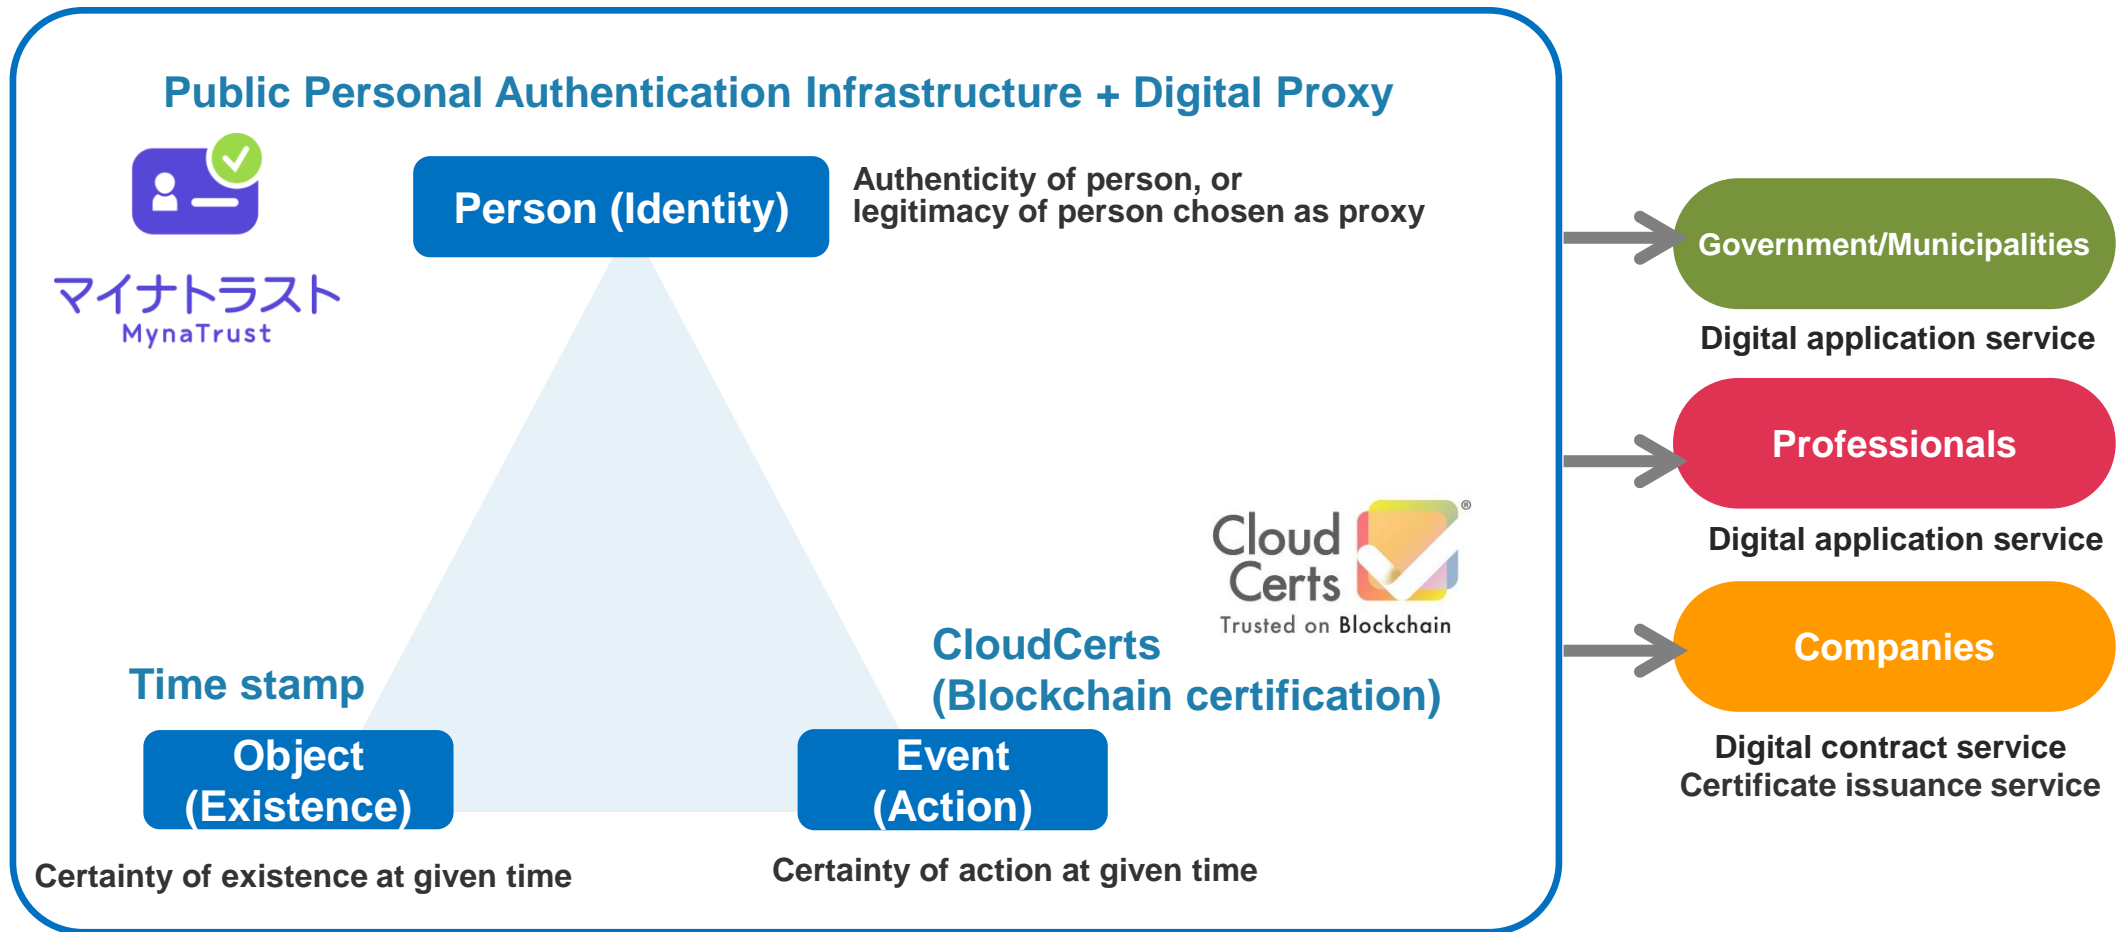 Public Personal Authentication Infrastructure + Digital Proxy
マイナトラスト
MynaTrust
Person (Identity)
Authenticity of person, or
legitimacy of person chosen as proxy
Time stamp
Object
(Existence)
Certainty of existence at given time
Cloud
Certs
®
Trusted on Blockchain
CloudCerts
(Blockchain certification)
Event
(Action)
Certainty of action at given time
Government/Municipalities
Digital application service
Professionals
Digital application service
Companies
Digital contract service
Certificate issuance service